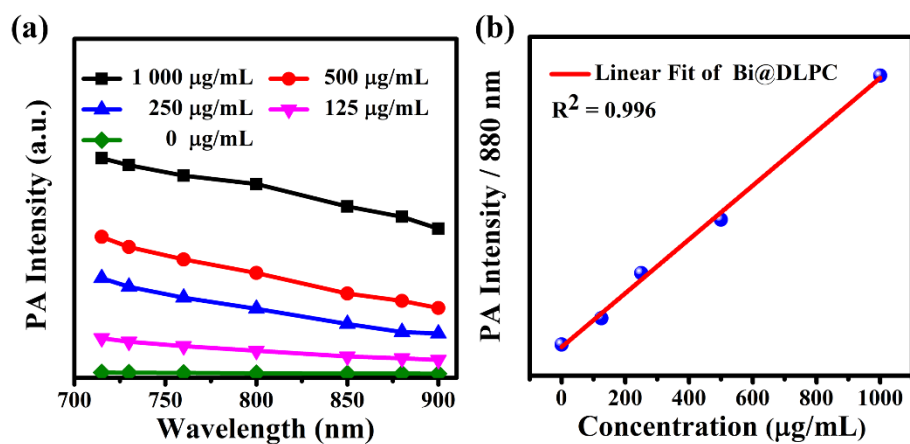 (a)
1 000 μg/mL
500 μg/mL
250 μg/mL
125 μg/mL
0 μg/mL
PA Intensity (a.u.)
700 750 800 850 900
Wavelength (nm)
(b)
Linear Fit of Bi@DLPC
R² = 0.996
PA Intensity / 880 nm
0 200 400 600 800 1000
Concentration (μg/mL)